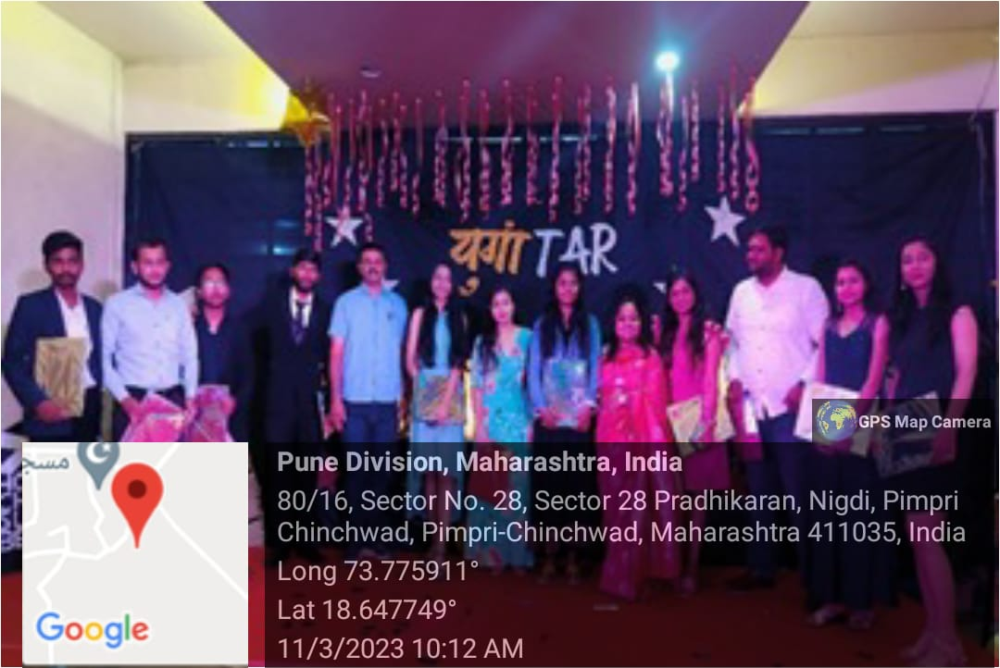 युगांTAR
GPS Map Camera
مسجد
Pune Division, Maharashtra, India
80/16, Sector No. 28, Sector 28 Pradhikaran, Nigdi, Pimpri
Chinchwad, Pimpri-Chinchwad, Maharashtra 411035, India
Long 73.775911°
Lat 18.647749°
11/3/2023 10:12 AM
Google